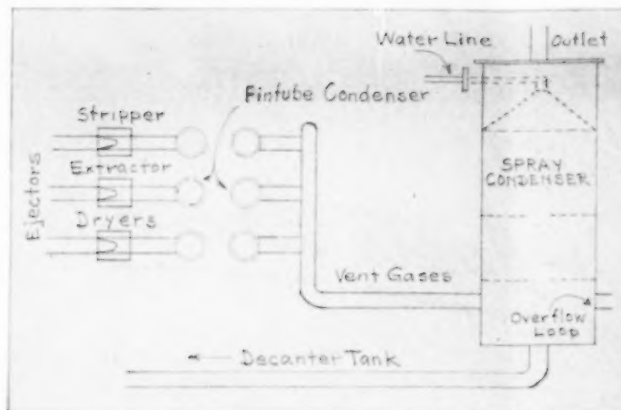 Water Line
Outlet
Fintube Condenser
Stripper
Extractor
Dryers
Ejectors
SPRAY
CONDENSER
Vent Gases
Overflow
Loop
Decanter Tank